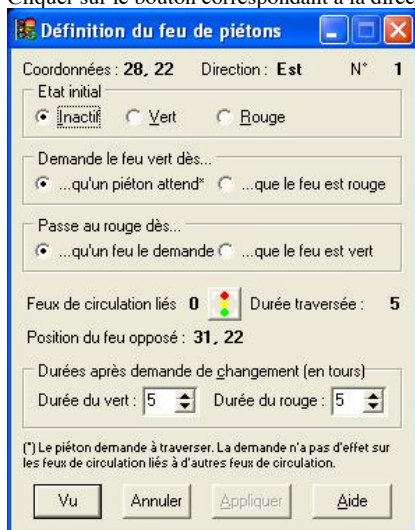 Cliquer sur le bouton correspondant à la direc
Définition du feu de piétons
Coordonnées : 28, 22 Direction : Est N° 1
Etat initial
Inactif Vert Rouge
Demande le feu vert dès...
...qu'un piéton attend* ...que le feu est rouge
Passe au rouge dès...
...qu'un feu le demande ...que le feu est vert
Feux de circulation liés 0 Durée traversée : 5
Position du feu opposé : 31, 22
Durées après demande de changement (en tours)
Durée du vert : 5 Durée du rouge : 5
(*) Le piéton demande à traverser. La demande n'a pas d'effet sur
les feux de circulation liés à d'autres feux de circulation.
Vu Annuler Appliquer Aide